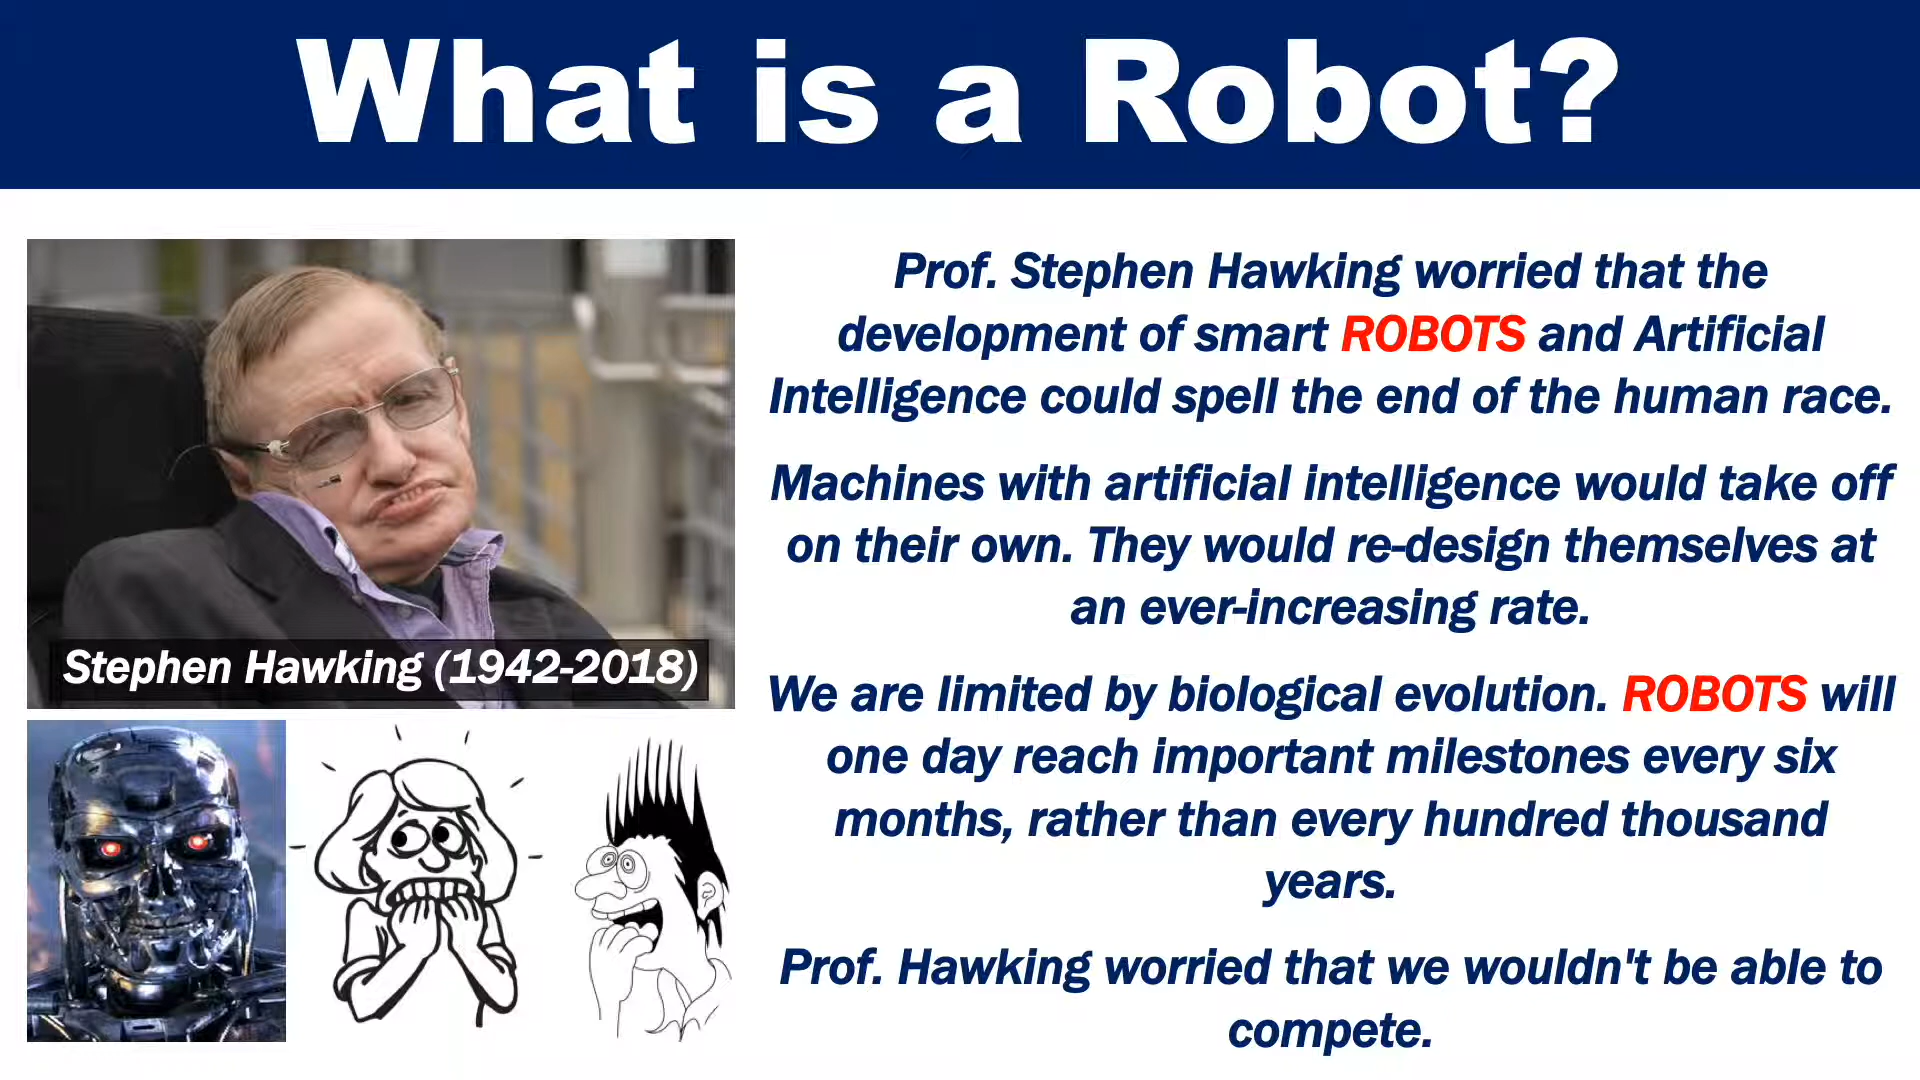 What is a Robot?
Stephen Hawking (1942-2018)
Prof. Stephen Hawking worried that the
development of smart ROBOTS and Artificial
Intelligence could spell the end of the human race.
Machines with artificial intelligence would take off
on their own. They would re-design themselves at
an ever-increasing rate.
We are limited by biological evolution. ROBOTS will
one day reach important milestones every six
months, rather than every hundred thousand
years.
Prof. Hawking worried that we wouldn't be able to
compete.